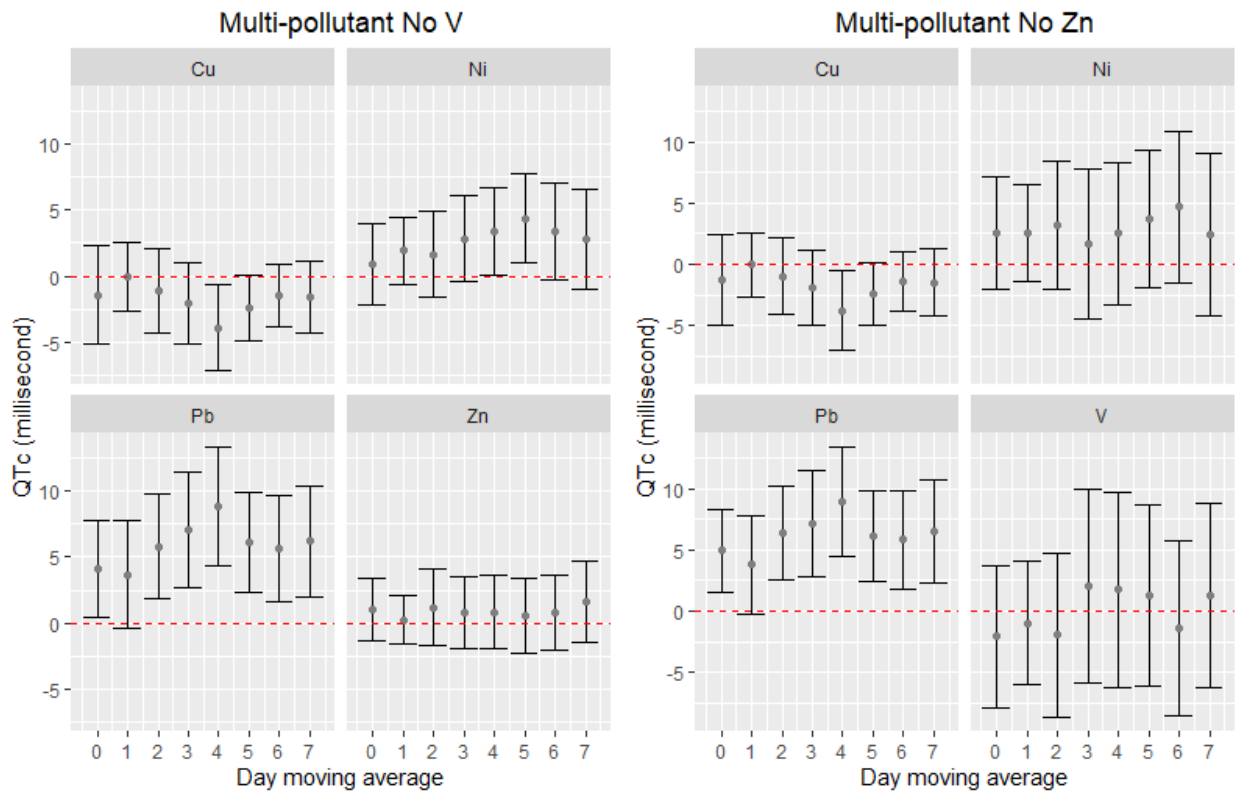 Multi-pollutant No V
Cu Ni
10
5
0
-5
Pb Zn
10
5
0
-5
0 1 2 3 4 5 6 7 0 1 2 3 4 5 6 7
QTc (millisecond)
Day moving average
Multi-pollutant No Zn
Cu Ni
10
5
0
-5
Pb V
10
5
0
-5
0 1 2 3 4 5 6 7 0 1 2 3 4 5 6 7
QTc (millisecond)
Day moving average